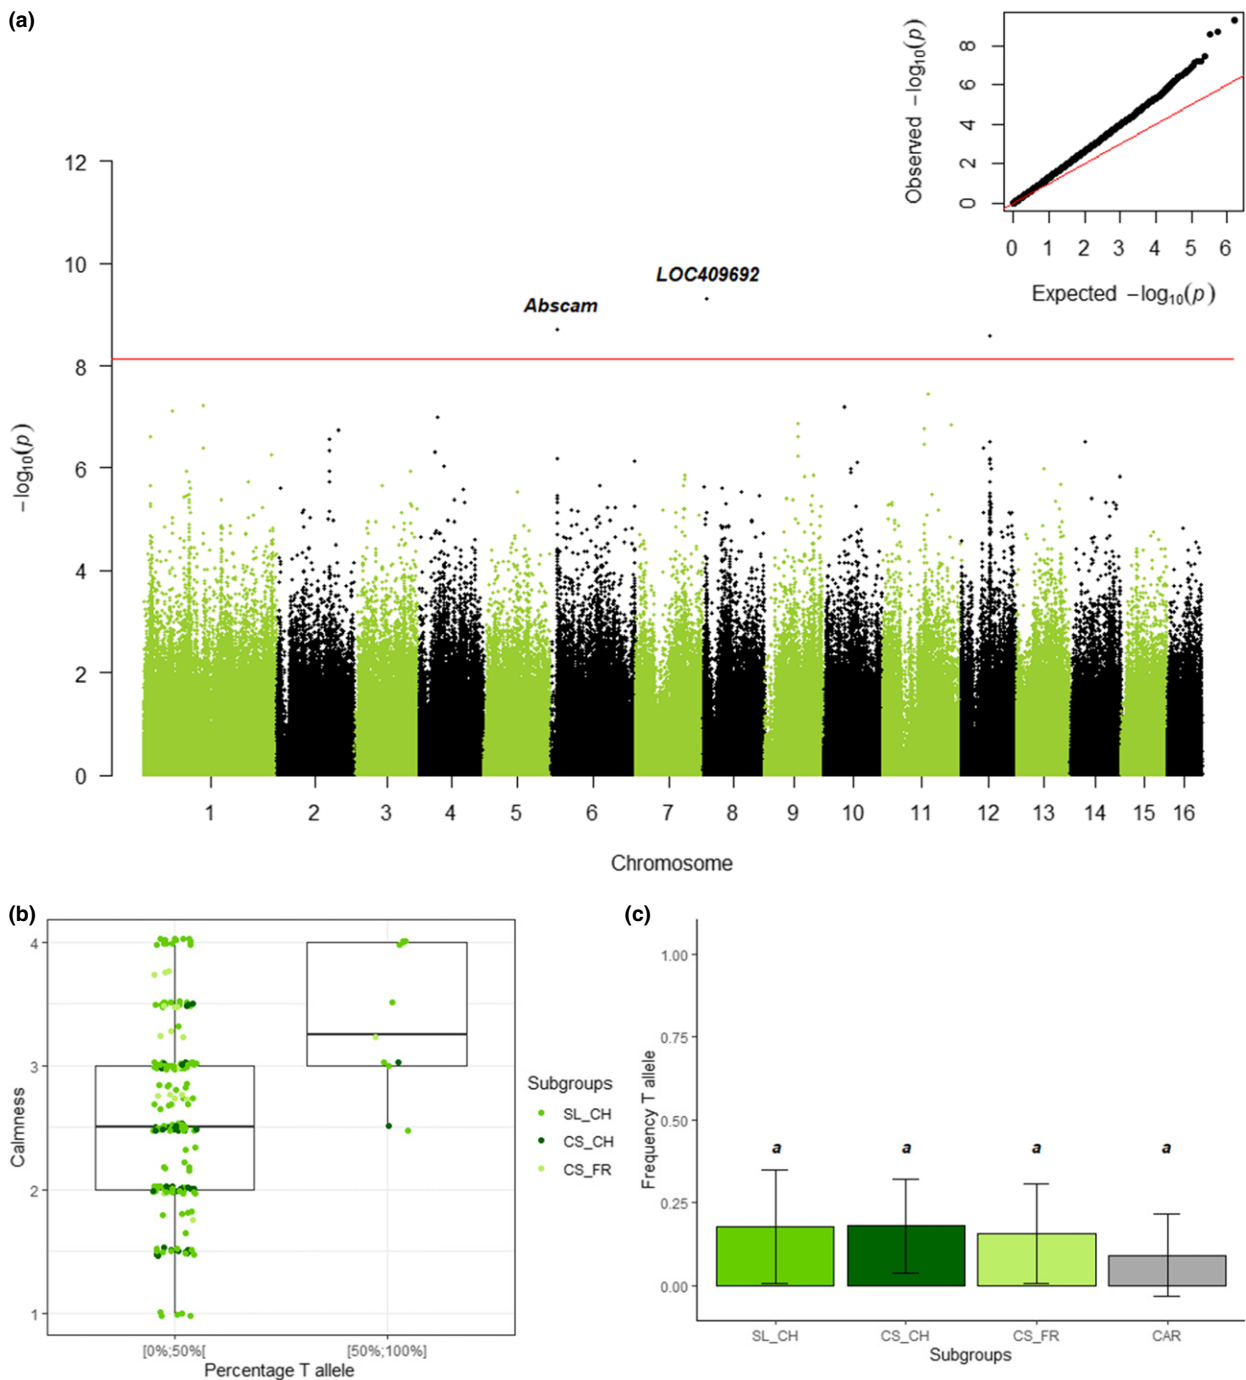 (a)
Observed −log10(p)
8
6
4
2
0
0 1 2 3 4 5 6
Expected −log10(p)
12
10
8
6
4
2
0
−log10(p)
Abscam
LOC409692
1 2 3 4 5 6 7 8 9 10 11 12 13 14 15 16
Chromosome
(b)
Calmness
4
3
2
1
[0%;50%[ [50%;100%]
Percentage T allele
Subgroups
SL_CH
CS_CH
CS_FR
(c)
Frequency T allele
1.00
0.75
0.50
0.25
0.00
a a a a
SL_CH CS_CH CS_FR CAR
Subgroups